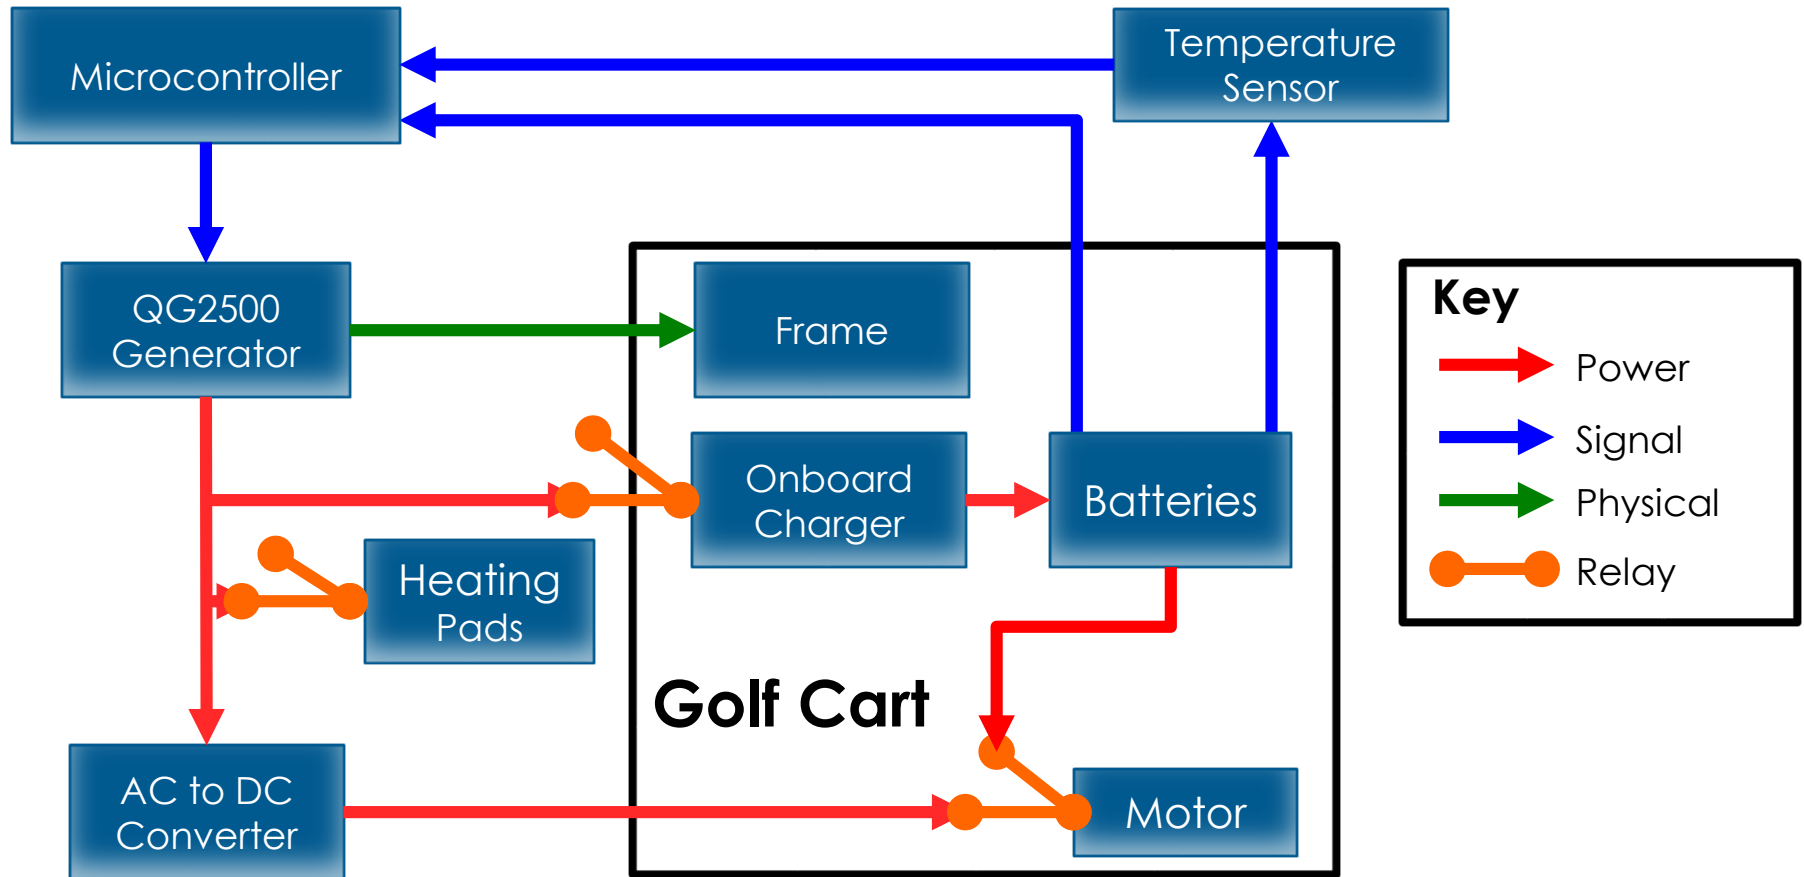 Microcontroller
Temperature
Sensor
QG2500
Generator
Frame
Key
Power
Signal
Physical
Relay
Onboard
Charger
Batteries
Heating
Pads
Golf Cart
AC to DC
Converter
Motor